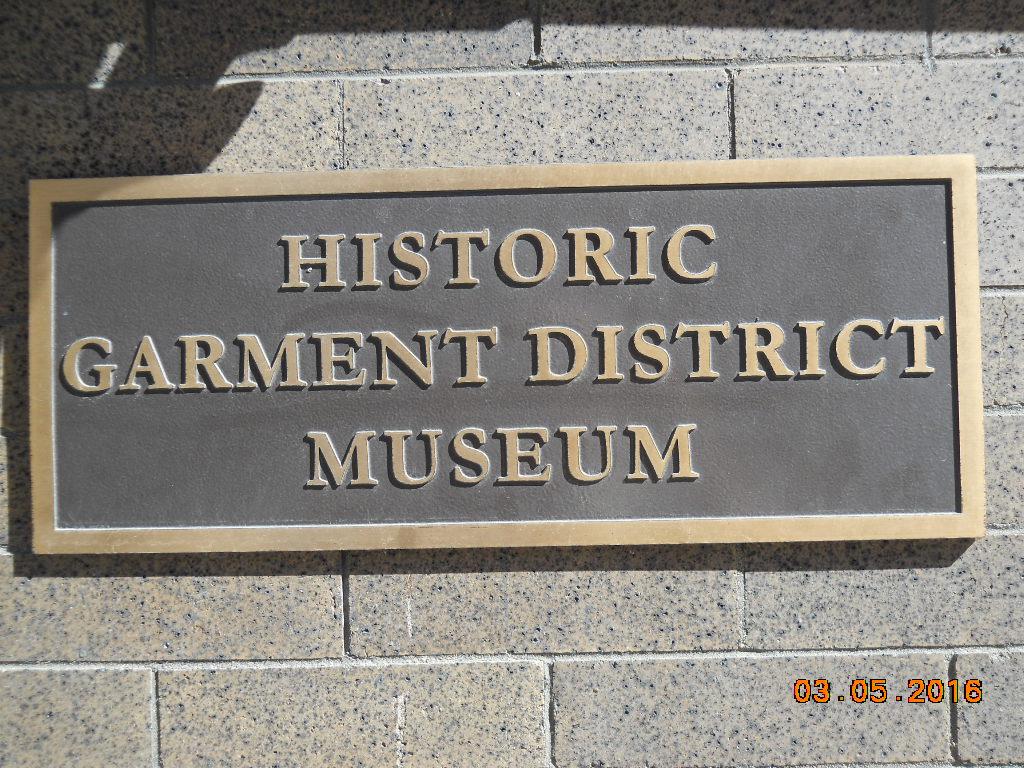 HISTORIC
GARMENT DISTRICT
MUSEUM
03.05.2016